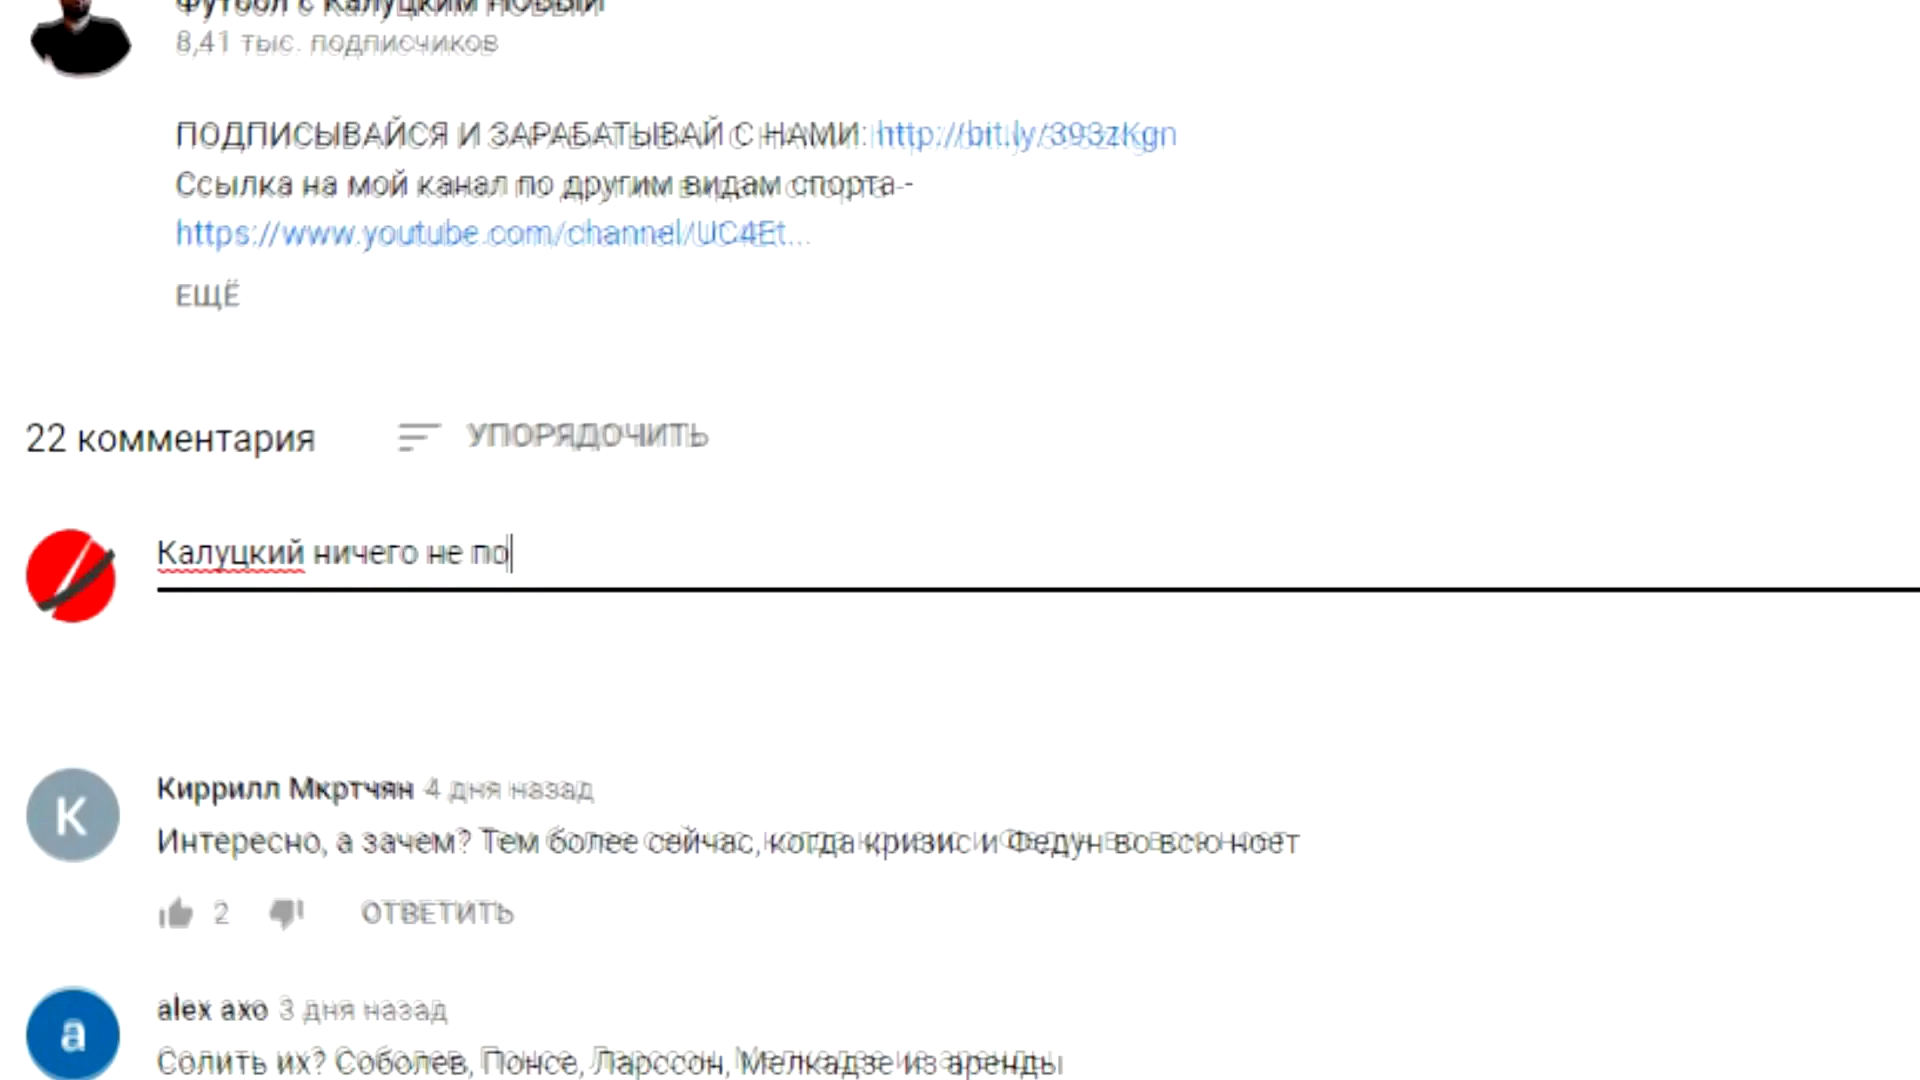 Футбол с Калуцким НОВЫЙ
8,41 тыс. подписчиков
ПОДПИСЫВАЙСЯ И ЗАРАБАТЫВАЙ С НАМИ: http://bit.ly/393zKgn
Ссылка на мой канал по другим видам спорта -
https://www.youtube.com/channel/UC4Et...
ЕЩЁ
22 комментария УПОРЯДОЧИТЬ
Калуцкий ничего не по
К
Киррилл Мкртчян 4 дня назад
Интересно, а зачем? Тем более сейчас, когда кризис и Федун во всю ноет
2 ОТВЕТИТЬ
a
alex axo 3 дня назад
Солить их? Соболев, Понсе, Ларссон, Мелкадзе из аренды